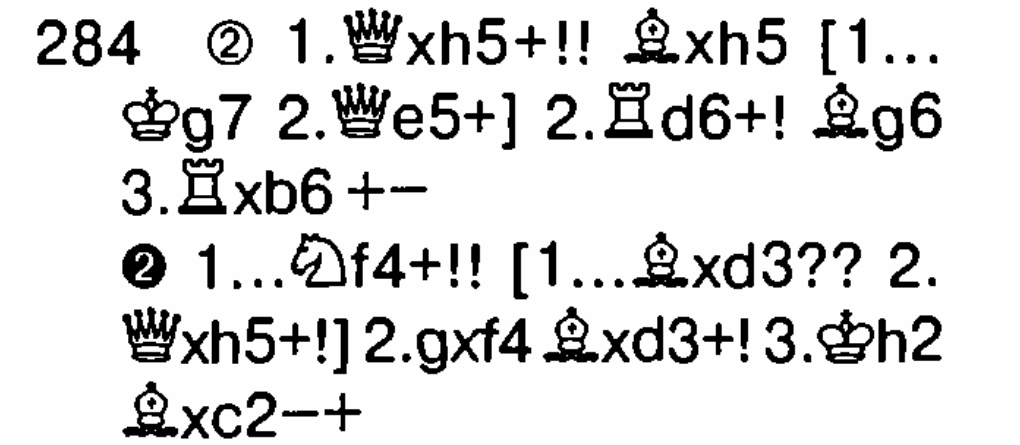 284 ② 1.♕xh5+!! ♗xh5 [1...
♔g7 2.♕e5+] 2.♖d6+! ♗g6
3.♖xb6 +−
❷ 1...♘f4+!! [1...♗xd3?? 2.
♕xh5+!] 2.gxf4 ♗xd3+! 3.♔h2
♗xc2−+